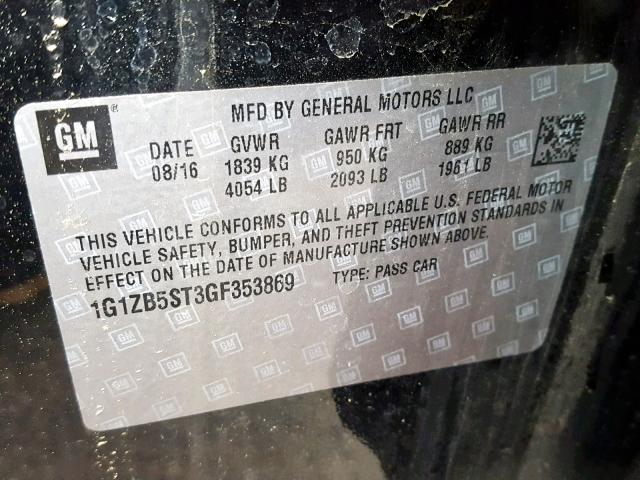 GM®
MFD BY GENERAL MOTORS LLC
DATE GVWR GAWR FRT GAWR RR
08/16 1839 KG 950 KG 889 KG
4054 LB 2093 LB 1961 LB
THIS VEHICLE CONFORMS TO ALL APPLICABLE U.S. FEDERAL MOTOR
VEHICLE SAFETY, BUMPER, AND THEFT PREVENTION STANDARDS IN
EFFECT ON THE DATE OF MANUFACTURE SHOWN ABOVE.
1G1ZB5ST3GF353869 TYPE: PASS CAR